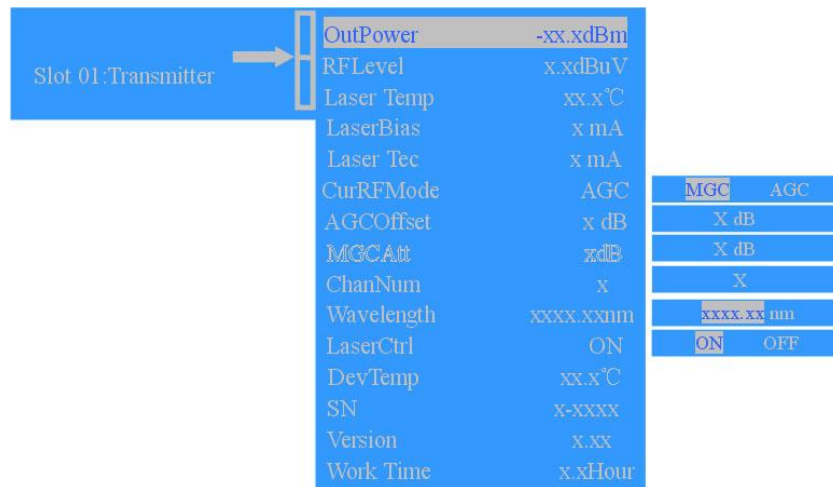 Slot 01:Transmitter
OutPower -xx.xdBm
RFLevel x.xdBuV
Laser Temp xx.x℃
LaserBias x mA
Laser Tec x mA
CurRFMode AGC MGC AGC
AGCOffset x dB X dB
MGCAtt xdB X dB
ChanNum x X
Wavelength xxxx.xxnm xxxx.xx nm
LaserCtrl ON ON OFF
DevTemp xx.x℃
SN x-xxxx
Version x.xx
Work Time x.xHour